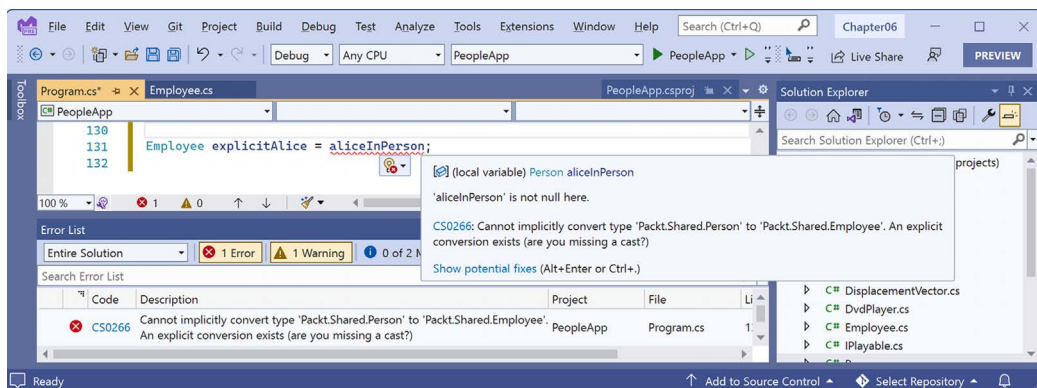 File Edit View Git Project Build Debug Test Analyze Tools Extensions Window Help Search (Ctrl+Q) Chapter06
Debug Any CPU PeopleApp PeopleApp Live Share PREVIEW
Toolbox
Program.cs* Employee.cs PeopleApp.csproj
PeopleApp
130
131 Employee explicitAlice = aliceInPerson;
132
100 % 1 0
(local variable) Person aliceInPerson
'aliceInPerson' is not null here.
CS0266: Cannot implicitly convert type 'Packt.Shared.Person' to 'Packt.Shared.Employee'. An explicit
conversion exists (are you missing a cast?)
Show potential fixes (Alt+Enter or Ctrl+.)
Error List
Entire Solution 1 Error 1 Warning 0 of 2
Search Error List
Code Description Project File
CS0266 Cannot implicitly convert type 'Packt.Shared.Person' to 'Packt.Shared.Employee'.
An explicit conversion exists (are you missing a cast?) PeopleApp Program.cs
Solution Explorer
Search Solution Explorer (Ctrl+;)
projects)
C# DisplacementVector.cs
C# DvdPlayer.cs
C# Employee.cs
C# IPlayable.cs
Ready Add to Source Control Select Repository